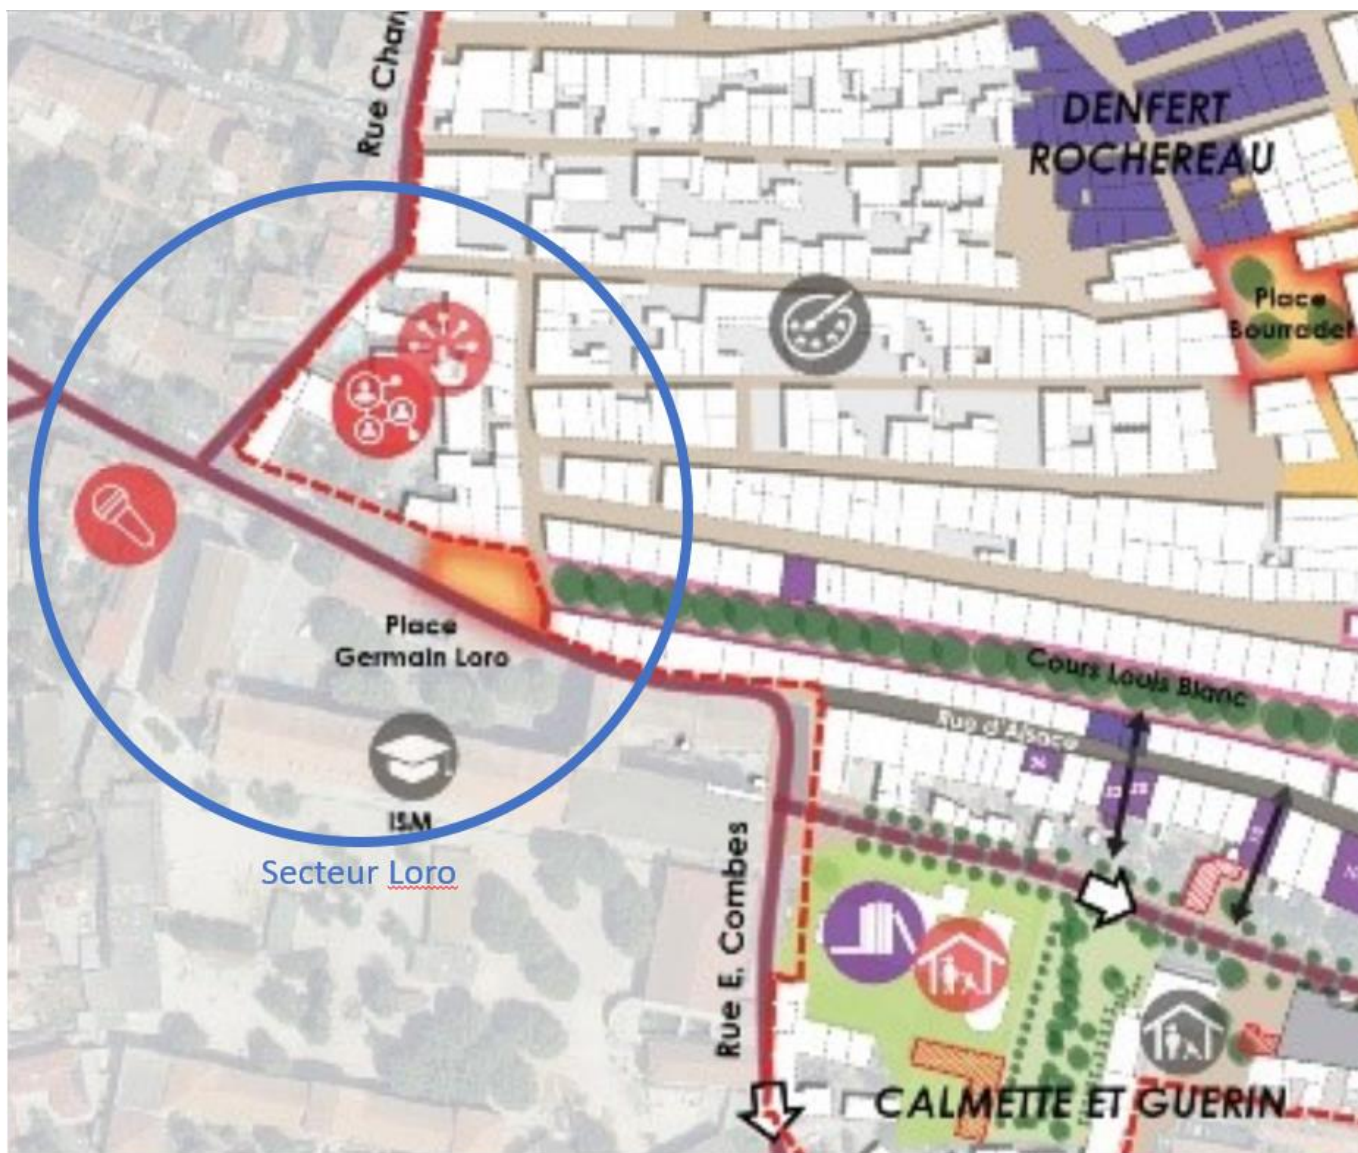 Rue Chan
DENFERT
ROCHEREAU
Place
Bourradet
Place
Germain Loro
Cours Louis Blanc
Rue d'Alsace
ISM
Secteur Loro
Rue E. Combes
CALMETTE ET GUERIN